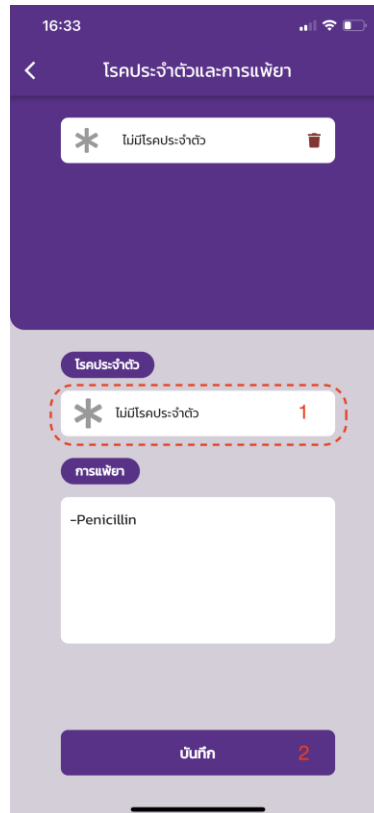 16:33
โรคประจำตัวและการแพ้ยา
ไม่มีโรคประจำตัว
โรคประจำตัว
ไม่มีโรคประจำตัว 1
การแพ้ยา
-Penicillin
บันทึก 2